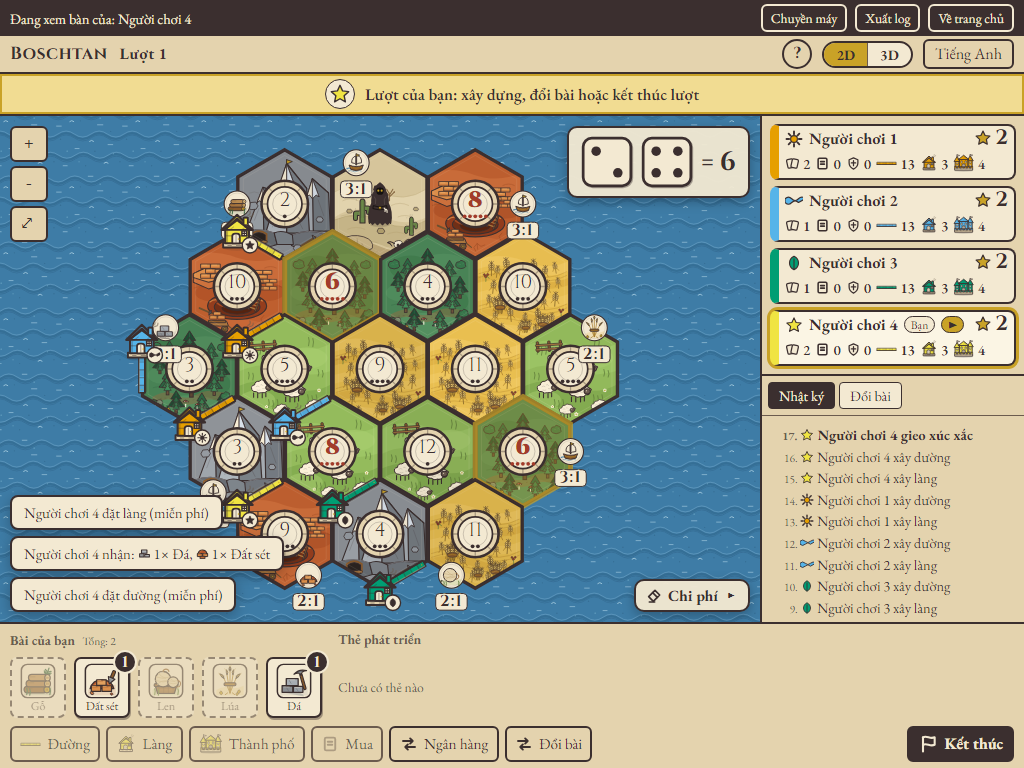 Đang xem bàn của: Người chơi 4
Chuyền máy
Xuất log
Về trang chủ
BOSCHTAN Lượt 1
?
2D 3D
Tiếng Anh
Lượt của bạn: xây dựng, đổi bài hoặc kết thúc lượt
+
-
= 6
2
3:1
8
3:1
10
6
4
10
:1
3
5
9
11
5
2:1
3
8
12
6
3:1
9
4
11
2:1
2:1
Người chơi 4 đặt làng (miễn phí)
Người chơi 4 nhận: 1× Đá, 1× Đất sét
Người chơi 4 đặt đường (miễn phí)
Chi phí
Người chơi 1 2
2 0 0 13 3 4
Người chơi 2 2
1 0 0 13 3 4
Người chơi 3 2
1 0 0 13 3 4
Người chơi 4 Bạn 2
2 0 0 13 3 4
Nhật ký
Đổi bài
17. Người chơi 4 gieo xúc xắc
16. Người chơi 4 xây đường
15. Người chơi 4 xây làng
14. Người chơi 1 xây đường
13. Người chơi 1 xây làng
12. Người chơi 2 xây đường
11. Người chơi 2 xây làng
10. Người chơi 3 xây đường
9. Người chơi 3 xây làng
Bài của bạn Tổng: 2
Gỗ
1
Đất sét
Len
Lúa
1
Đá
Thẻ phát triển
Chưa có thẻ nào
Đường
Làng
Thành phố
Mua
Ngân hàng
Đổi bài
Kết thúc